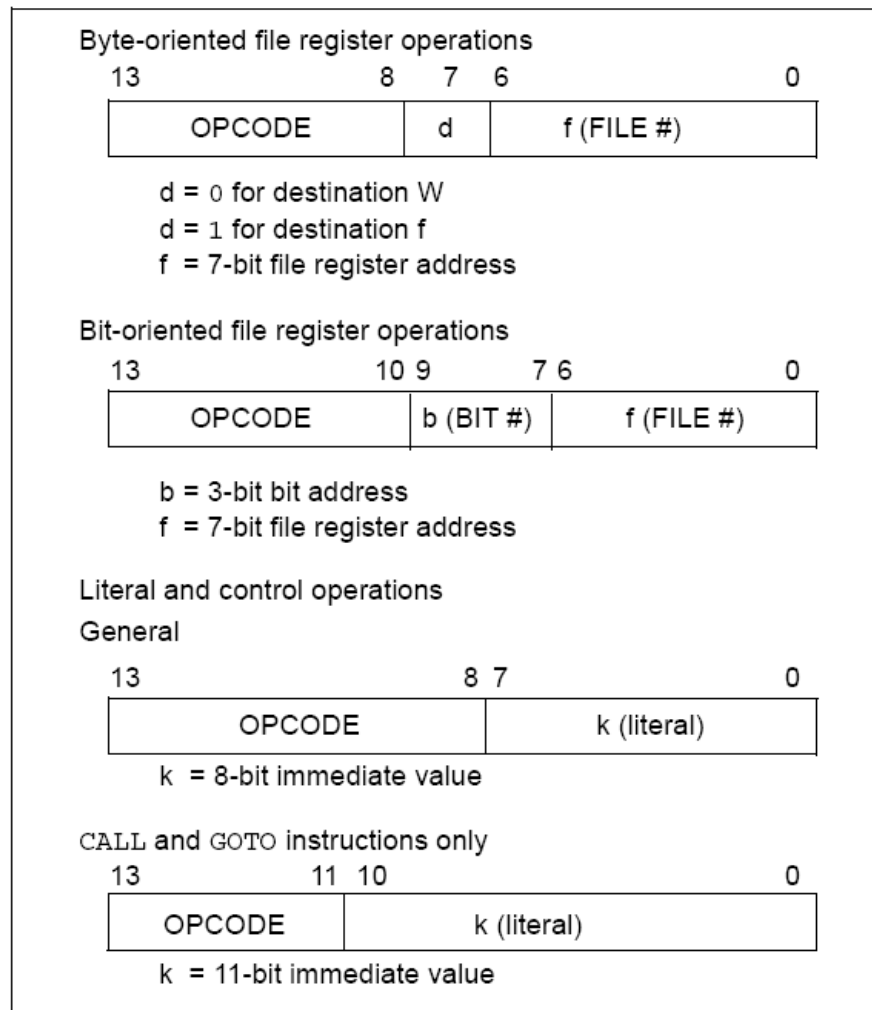 Byte-oriented file register operations
13 8 7 6 0
OPCODE d f (FILE #)
d = 0 for destination W
d = 1 for destination f
f = 7-bit file register address
Bit-oriented file register operations
13 10 9 7 6 0
OPCODE b (BIT #) f (FILE #)
b = 3-bit bit address
f = 7-bit file register address
Literal and control operations
General
13 8 7 0
OPCODE k (literal)
k = 8-bit immediate value
CALL and GOTO instructions only
13 11 10 0
OPCODE k (literal)
k = 11-bit immediate value